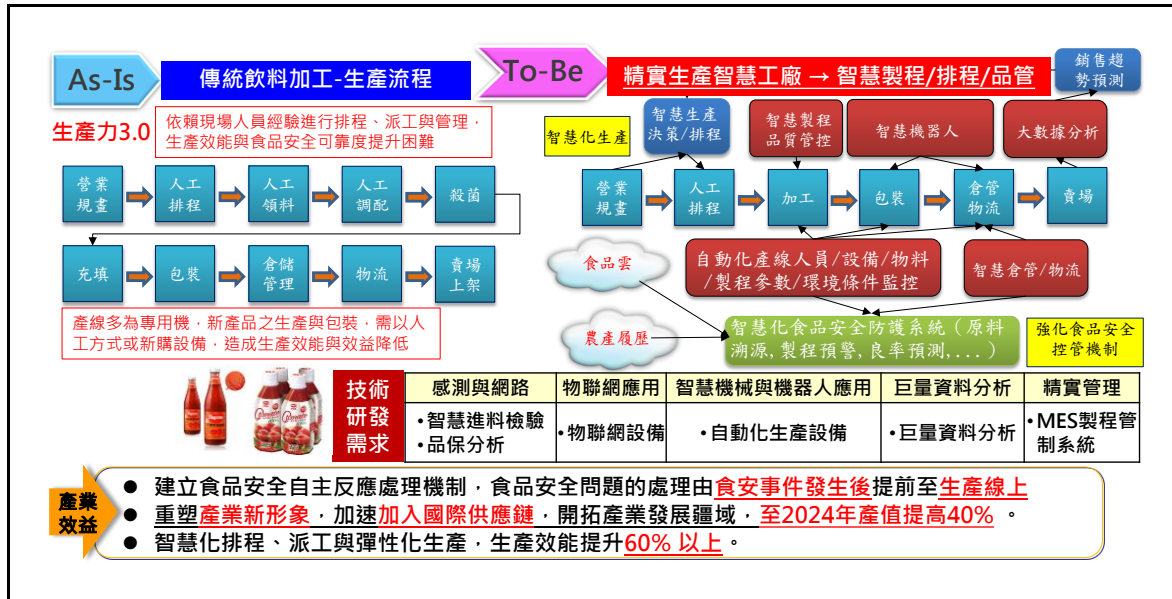 As-Is
傳統飲料加工-生產流程
生產力3.0
依賴現場人員經驗進行排程、派工與管理，
生產效能與食品安全可靠度提升困難
營業
規畫
人工
排程
人工
領料
人工
調配
殺菌
充填
包裝
倉儲
管理
物流
賣場
上架
產線多為專用機，新產品之生產與包裝，需以人
工方式或新購設備，造成生產效能與效益降低
To-Be
精實生產智慧工廠 → 智慧製程/排程/品管
銷售趨
勢預測
智慧化生產
智慧生產
決策/排程
智慧製程
品質管控
智慧機器人
大數據分析
營業
規畫
人工
排程
加工
包裝
倉管
物流
賣場
食品雲
自動化產線人員/設備/物料
/製程參數/環境條件監控
智慧倉管/物流
農產履歷
智慧化食品安全防護系統（原料
溯源,製程預警,良率預測,...）
強化食品安全
控管機制
技術
研發
需求
感測與網路
物聯網應用
智慧機械與機器人應用
巨量資料分析
精實管理
•智慧進料檢驗
•品保分析
•物聯網設備
•自動化生產設備
•巨量資料分析
•MES製程管
制系統
產業
效益
● 建立食品安全自主反應處理機制，食品安全問題的處理由食安事件發生後提前至生產線上
● 重塑產業新形象，加速加入國際供應鏈，開拓產業發展疆域，至2024年產值提高40% 。
● 智慧化排程、派工與彈性化生產，生產效能提升60% 以上。